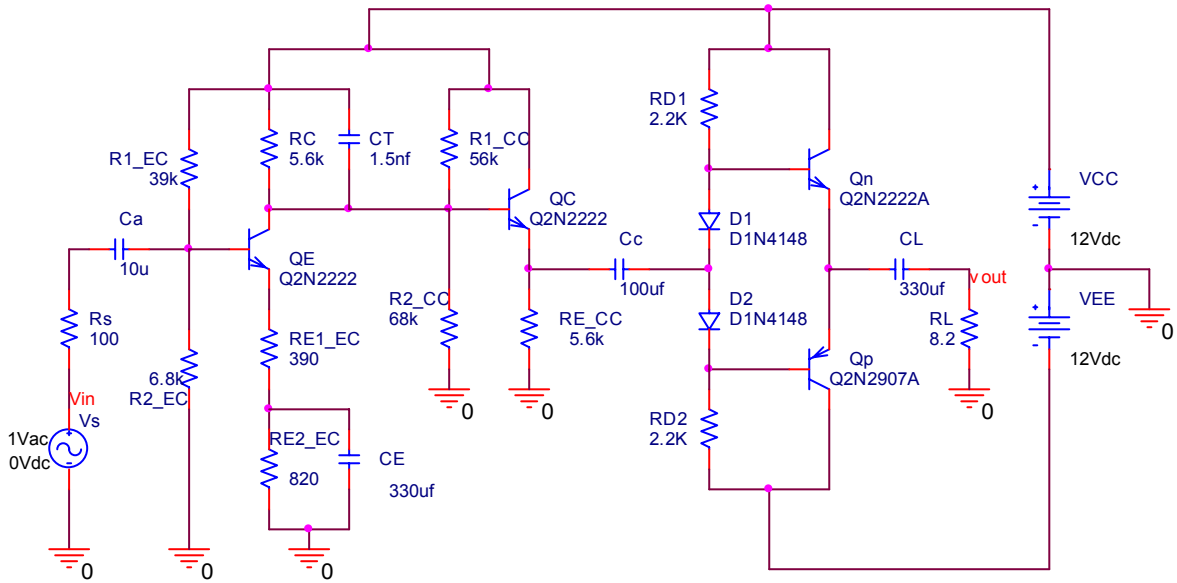 R1_EC
39k
RC
5.6k
CT
1.5nf
R1_CC
56k
RD1
2.2K
QC
Q2N2222
Qn
Q2N2222A
VCC
12Vdc
Ca
10u
QE
Q2N2222
D1
D1N4148
Cc
100uf
CL
330uf
vout
Rs
100
RE1_EC
390
R2_CC
68k
RE_CC
5.6k
D2
D1N4148
Qp
Q2N2907A
RL
8.2
VEE
12Vdc
0
6.8k
R2_EC
Vin
Vs
1Vac
0Vdc
RE2_EC
820
CE
330uf
0
0
RD2
2.2K
0
0
0
0